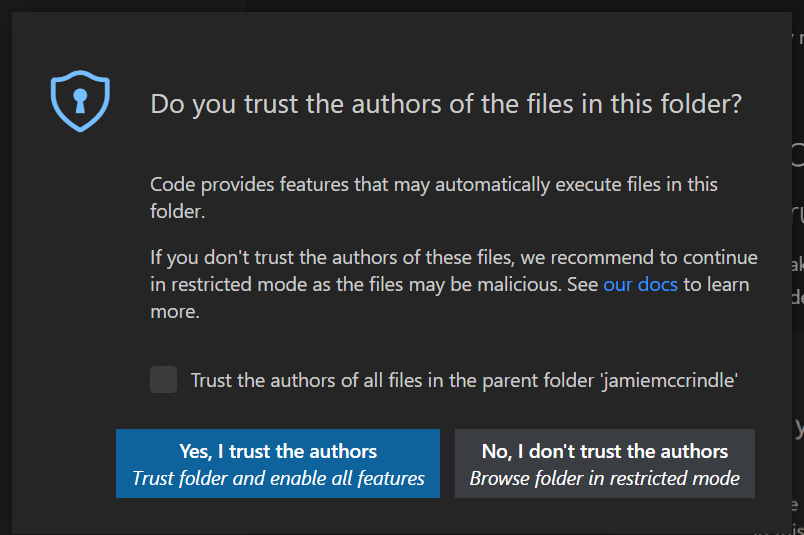 Do you trust the authors of the files in this folder?
Code provides features that may automatically execute files in this
folder.
If you don't trust the authors of these files, we recommend to continue
in restricted mode as the files may be malicious. See our docs to learn
more.
Trust the authors of all files in the parent folder 'jamiemccrindle'
Yes, I trust the authors
Trust folder and enable all features
No, I don't trust the authors
Browse folder in restricted mode